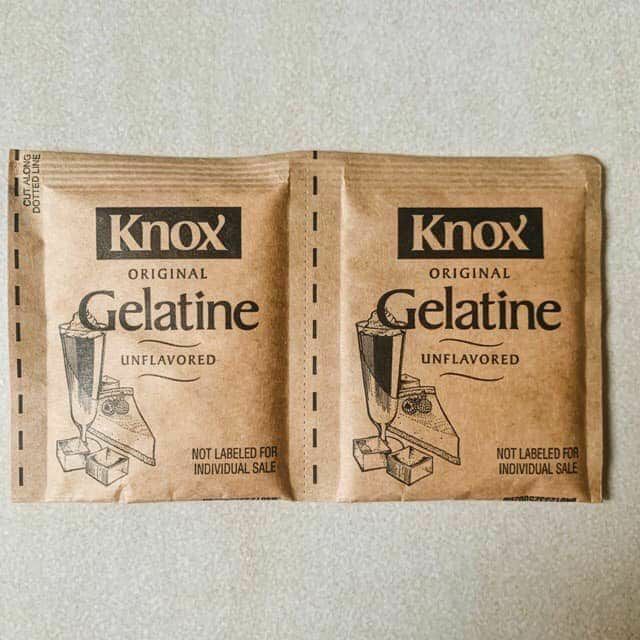 CUT ALONG
DOTTED LINE
Knox
ORIGINAL
Gelatine
UNFLAVORED
NOT LABELED FOR
INDIVIDUAL SALE
Knox
ORIGINAL
Gelatine
UNFLAVORED
NOT LABELED FOR
INDIVIDUAL SALE